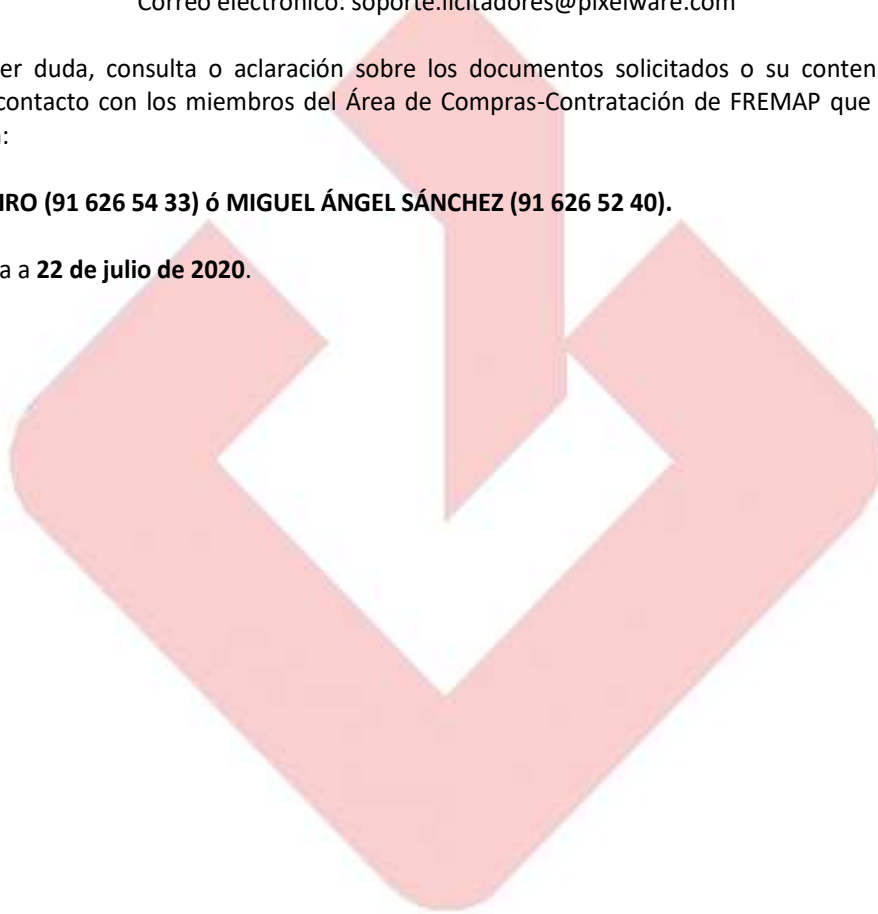 Correo electrónico: soporte.licitadores@pixelware.com
er duda, consulta o aclaración sobre los documentos solicitados o su conten
contacto con los miembros del Área de Compras-Contratación de FREMAP que
:
IRO (91 626 54 33) ó MIGUEL ÁNGEL SÁNCHEZ (91 626 52 40).
a a 22 de julio de 2020.